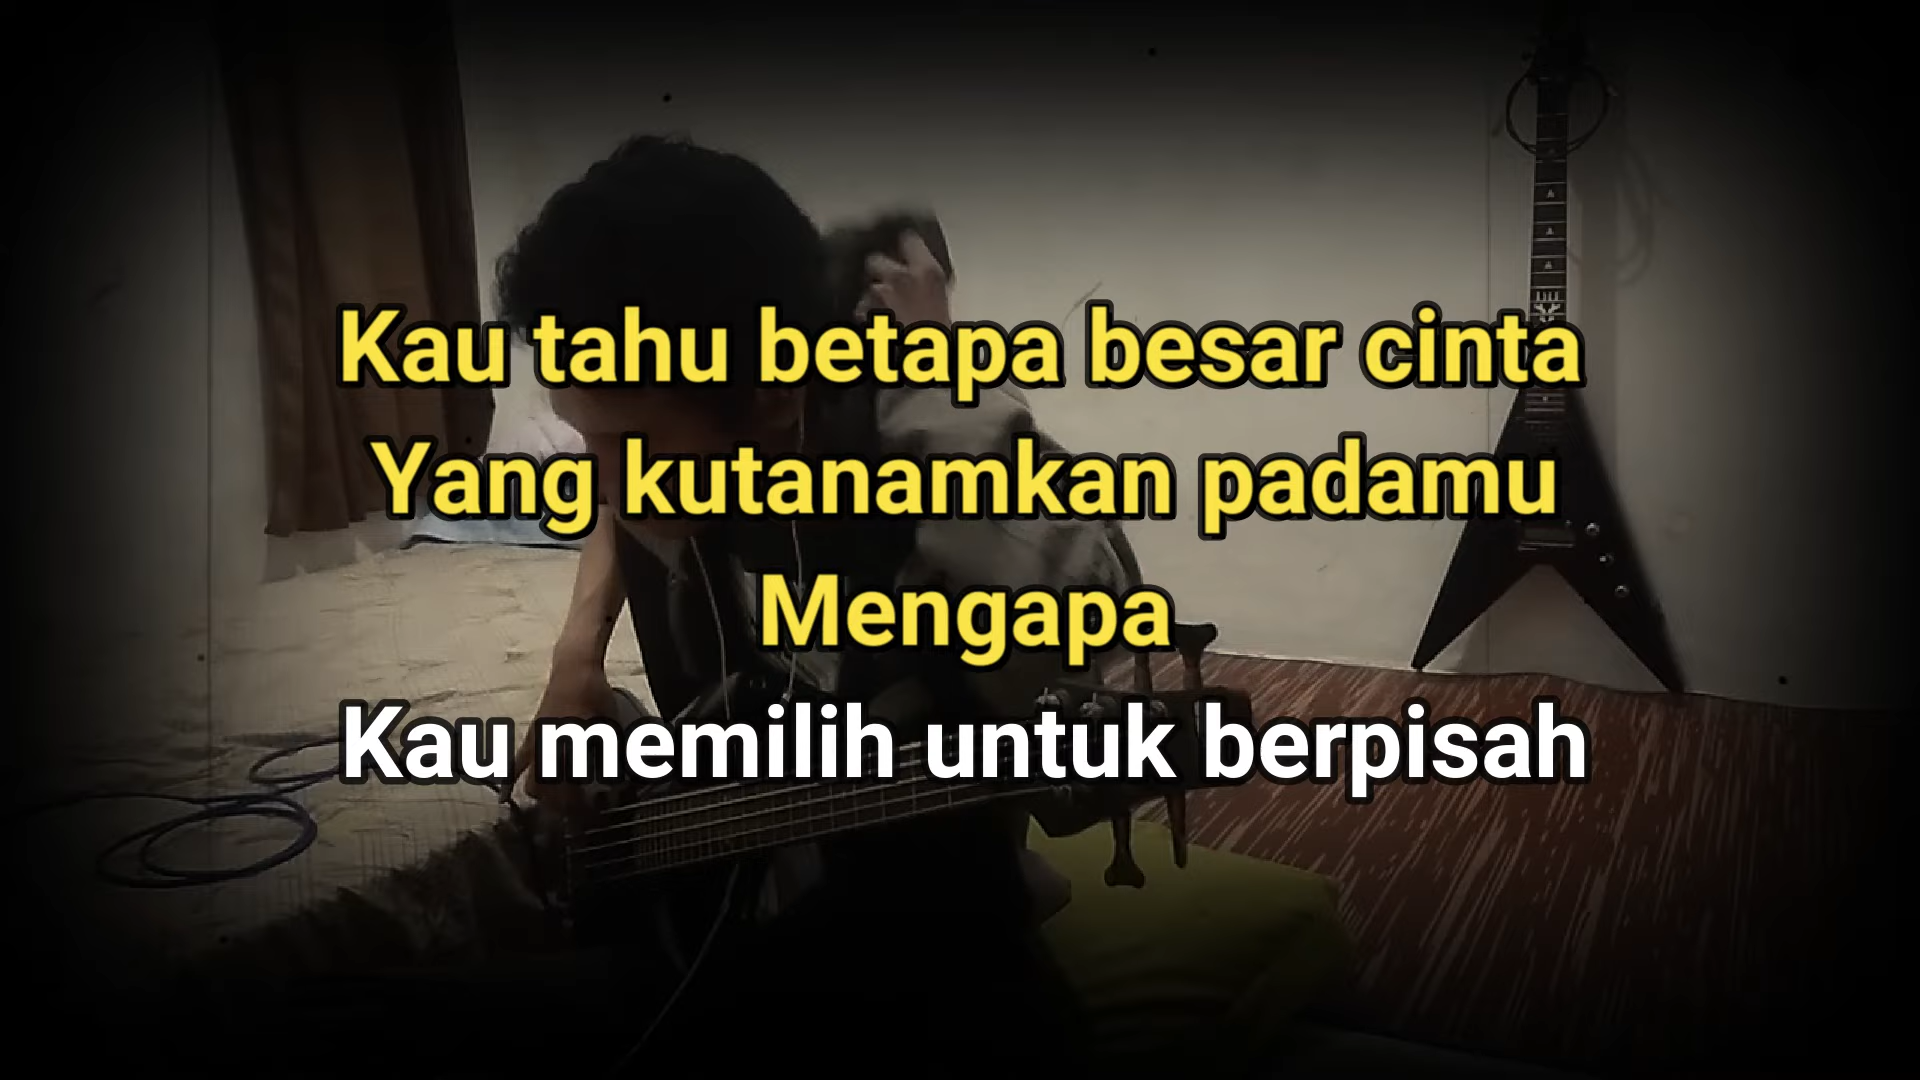 Kau tahu betapa besar cinta
Yang kutanamkan padamu
Mengapa
Kau memilih untuk berpisah